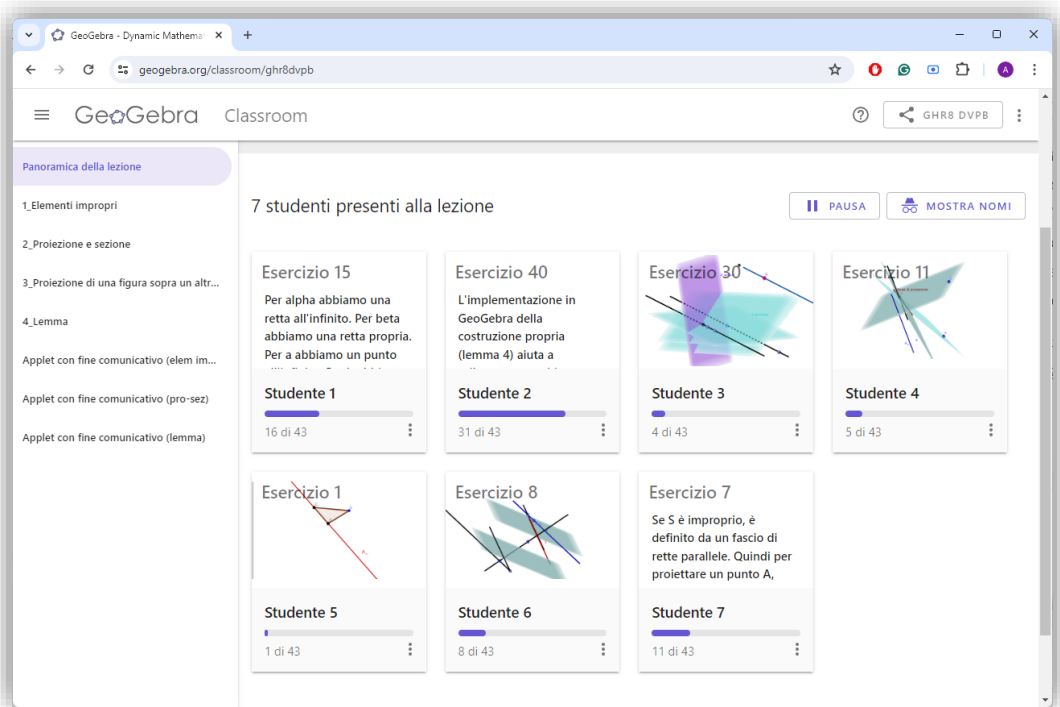 GeoGebra - Dynamic Mathema
geogebra.org/classroom/ghr8dvpb
A
GeoGebra Classroom
GHR8 DVPB
Panoramica della lezione
1_Elementi impropri
2_Proiezione e sezione
3_Proiezione di una figura sopra un altr...
4_Lemma
Applet con fine comunicativo (elem im...
Applet con fine comunicativo (pro-sez)
Applet con fine comunicativo (lemma)
7 studenti presenti alla lezione
PAUSA
MOSTRA NOMI
Esercizio 15
Per alpha abbiamo una
retta all'infinito. Per beta
abbiamo una retta propria.
Per a abbiamo un punto
Studente 1
16 di 43
Esercizio 40
L'implementazione in
GeoGebra della
costruzione propria
(lemma 4) aiuta a
Studente 2
31 di 43
Esercizio 30
Studente 3
4 di 43
Esercizio 11
Studente 4
5 di 43
Esercizio 1
Studente 5
1 di 43
Esercizio 8
Studente 6
8 di 43
Esercizio 7
Se S è improprio, è
definito da un fascio di
rette parallele. Quindi per
proiettare un punto A,
Studente 7
11 di 43